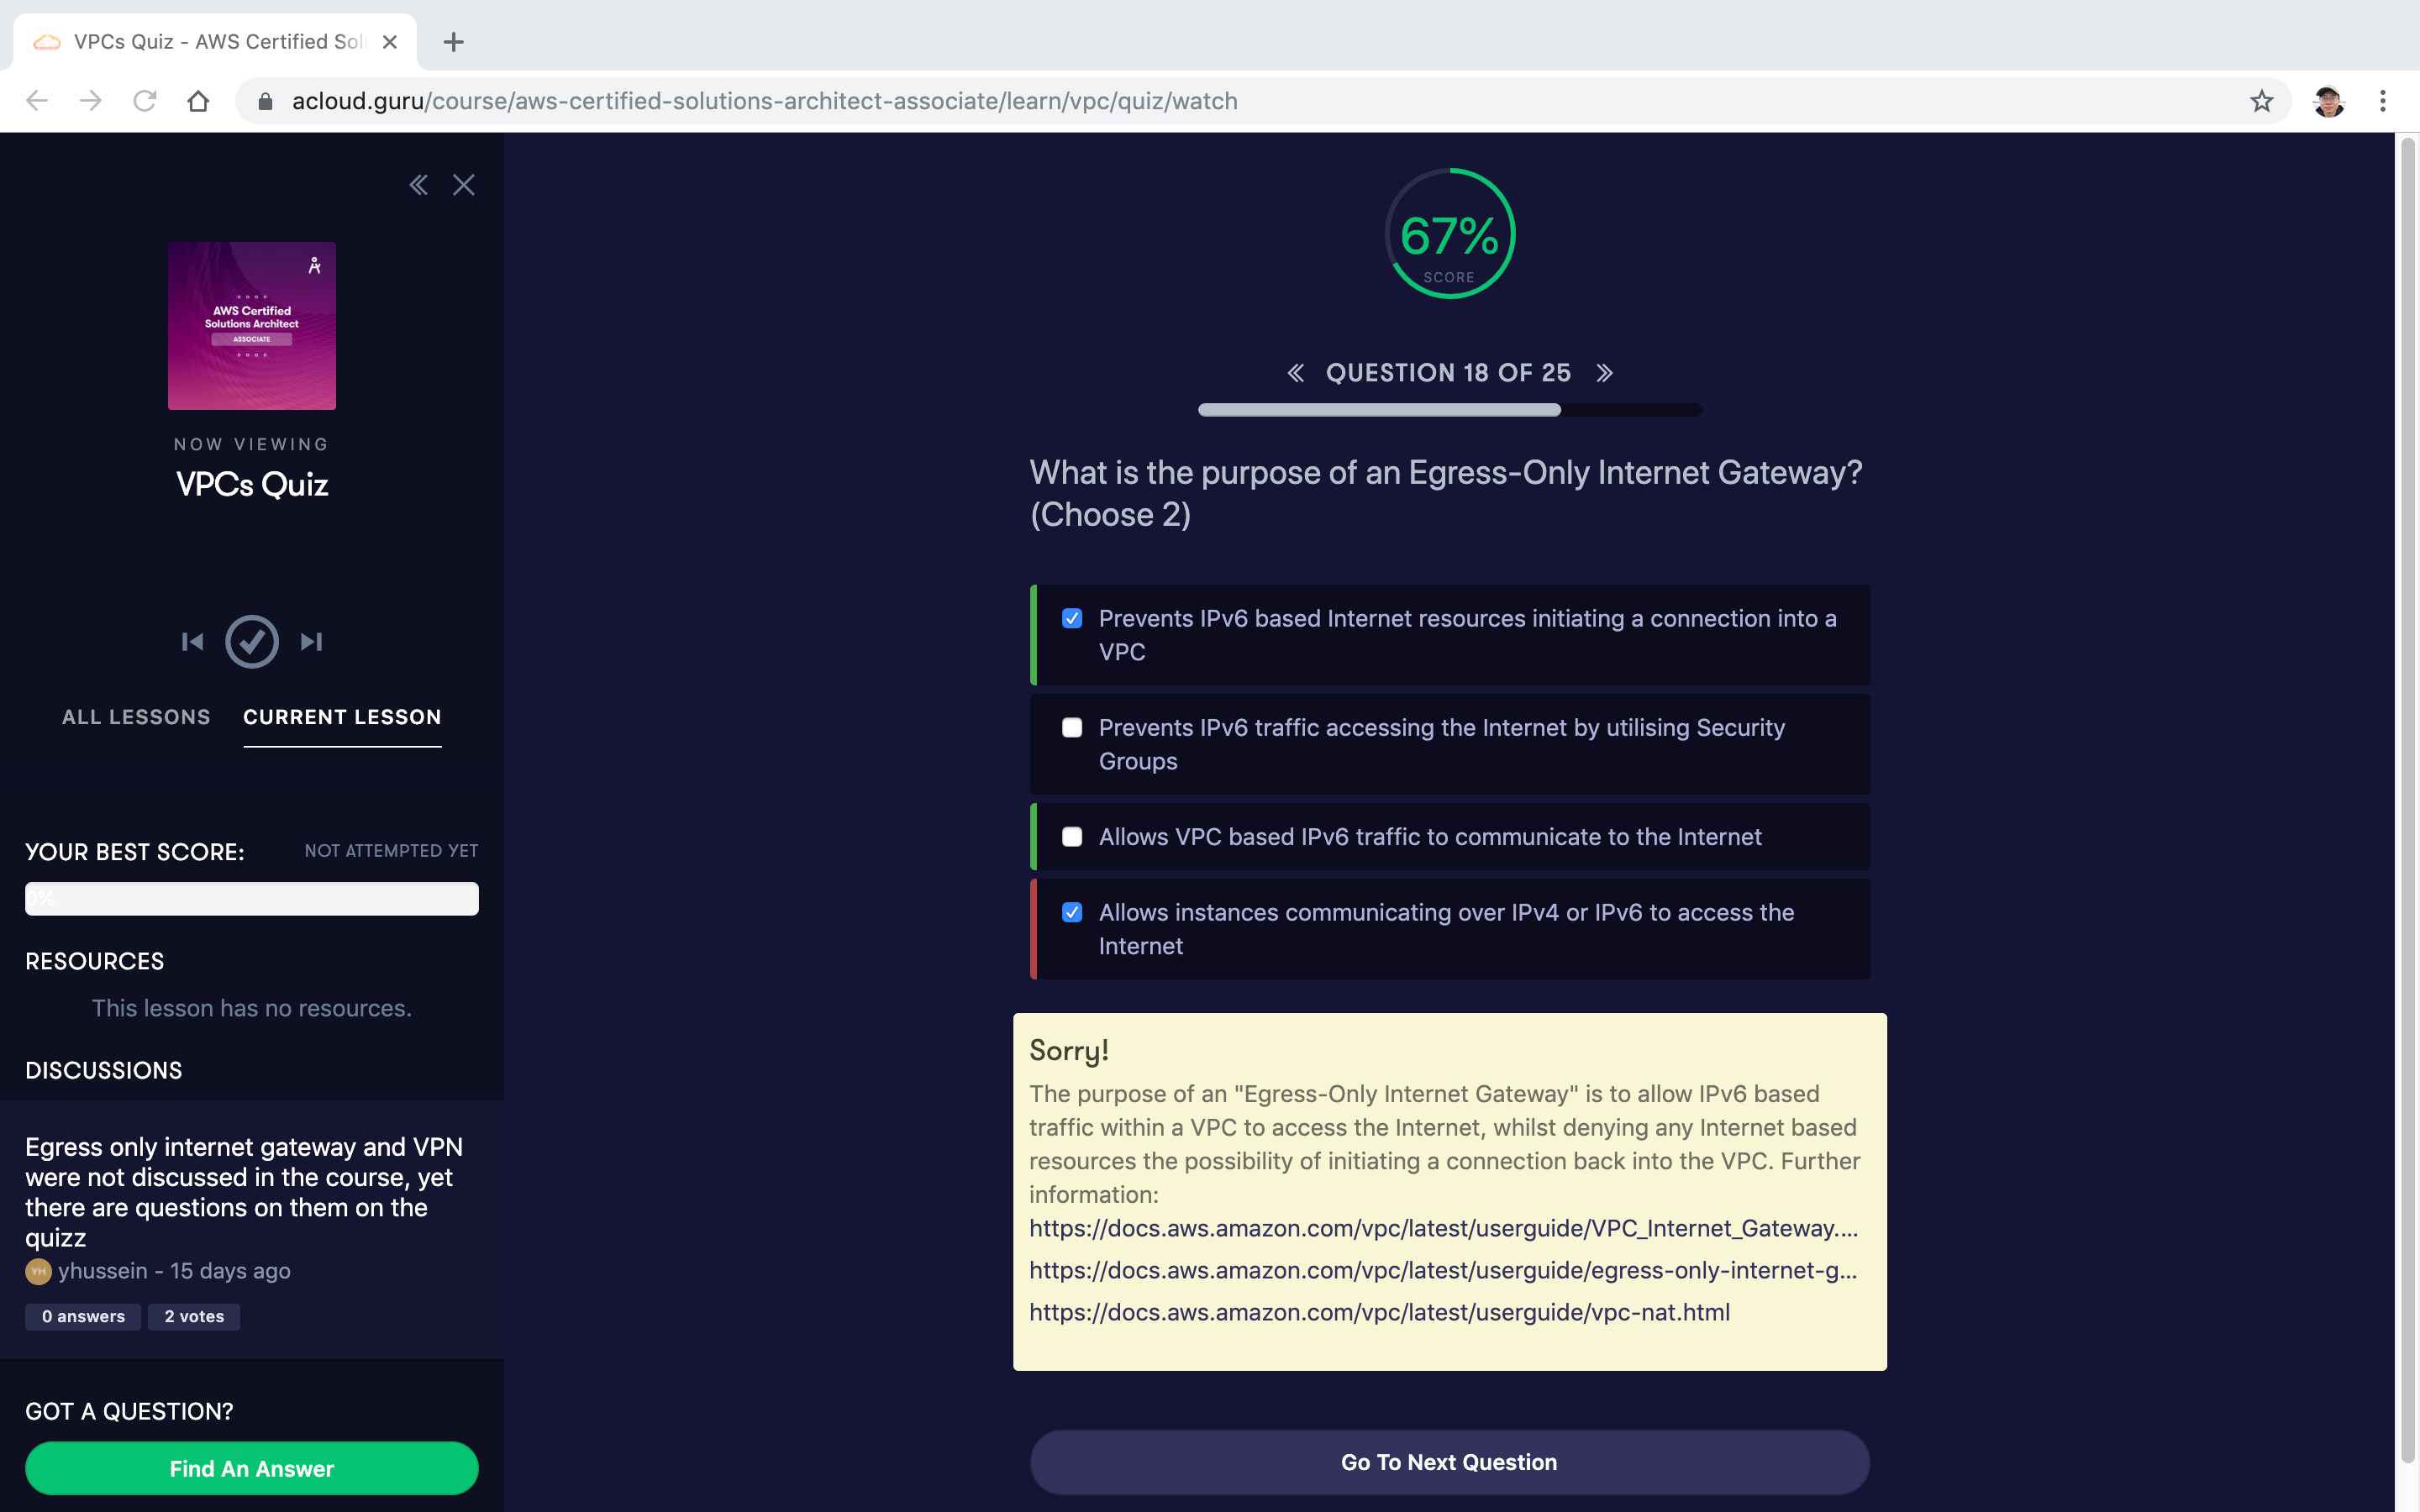 VPCs Quiz - AWS Certified Sol
acloud.guru/course/aws-certified-solutions-architect-associate/learn/vpc/quiz/watch
AWS Certified
Solutions Architect
ASSOCIATE
NOW VIEWING
VPCs Quiz
ALL LESSONS
CURRENT LESSON
YOUR BEST SCORE:
NOT ATTEMPTED YET
0%
RESOURCES
This lesson has no resources.
DISCUSSIONS
Egress only internet gateway and VPN
were not discussed in the course, yet
there are questions on them on the
quizz
YH
yhussein - 15 days ago
0 answers
2 votes
GOT A QUESTION?
Find An Answer
67%
SCORE
QUESTION 18 OF 25
What is the purpose of an Egress-Only Internet Gateway?
(Choose 2)
Prevents IPv6 based Internet resources initiating a connection into a
VPC
Prevents IPv6 traffic accessing the Internet by utilising Security
Groups
Allows VPC based IPv6 traffic to communicate to the Internet
Allows instances communicating over IPv4 or IPv6 to access the
Internet
Sorry!
The purpose of an "Egress-Only Internet Gateway" is to allow IPv6 based
traffic within a VPC to access the Internet, whilst denying any Internet based
resources the possibility of initiating a connection back into the VPC. Further
information:
https://docs.aws.amazon.com/vpc/latest/userguide/VPC_Internet_Gateway....
https://docs.aws.amazon.com/vpc/latest/userguide/egress-only-internet-g...
https://docs.aws.amazon.com/vpc/latest/userguide/vpc-nat.html
Go To Next Question